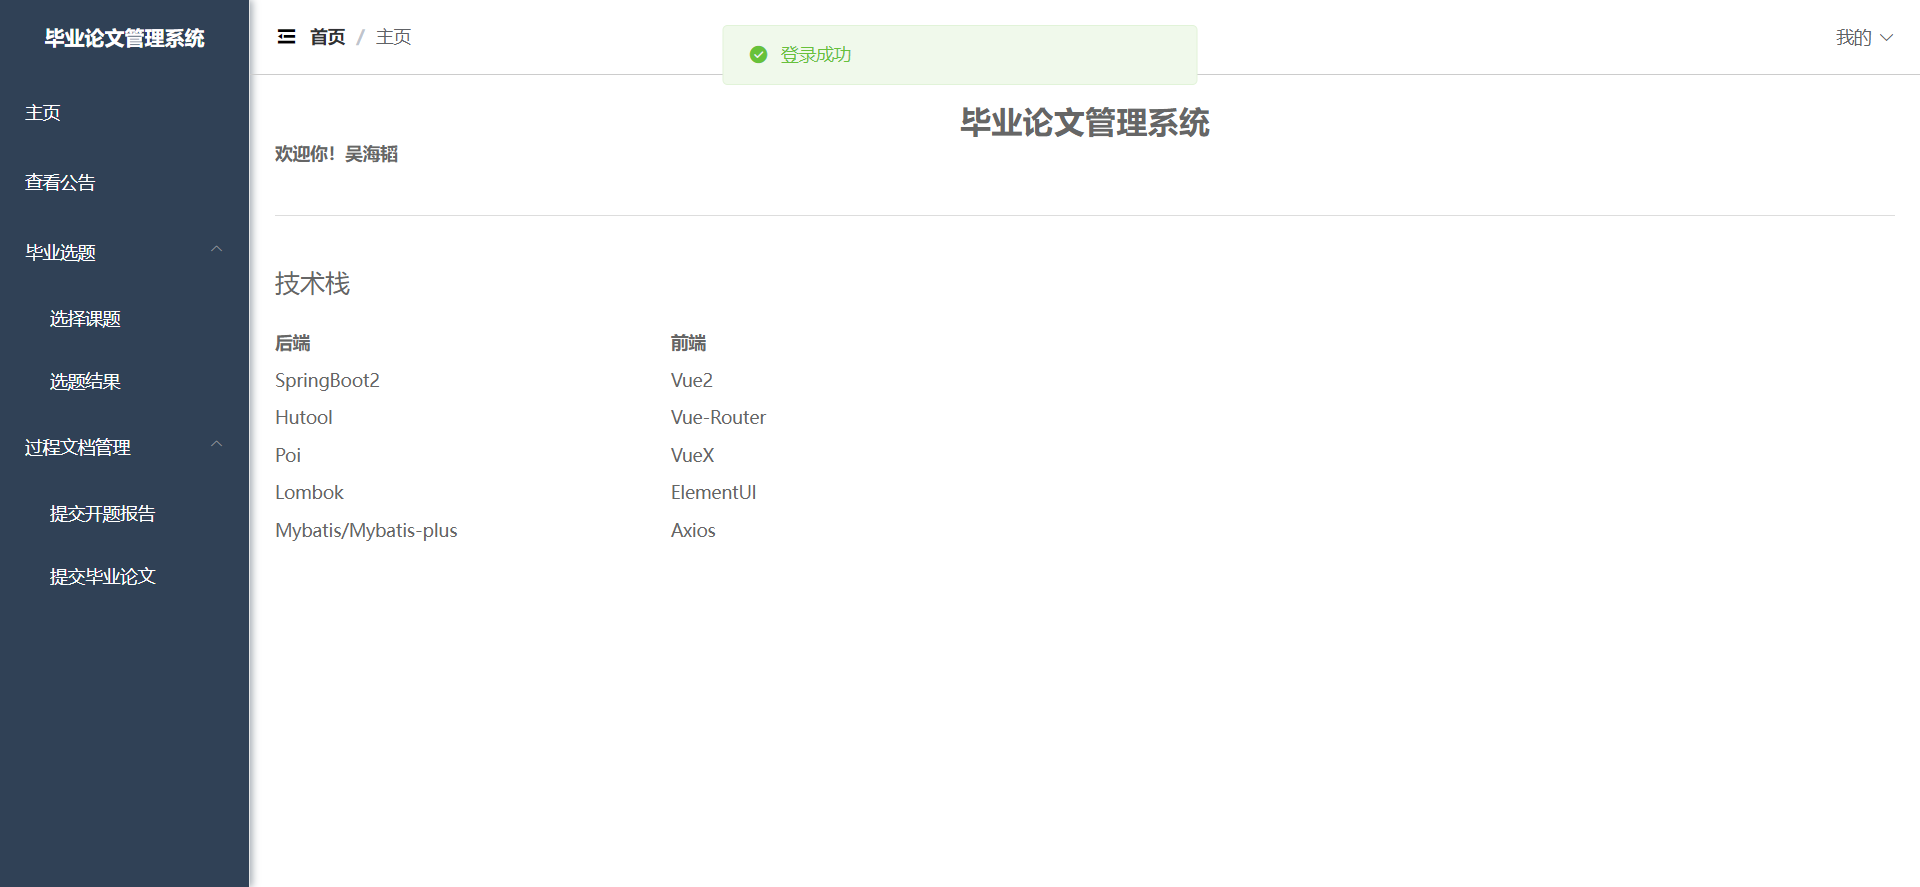 毕业论文管理系统
主页
查看公告
毕业选题
选择课题
选题结果
过程文档管理
提交开题报告
提交毕业论文
首页 / 主页
登录成功
我的
毕业论文管理系统
欢迎你！吴海韬
技术栈
后端 前端
SpringBoot2 Vue2
Hutool Vue-Router
Poi VueX
Lombok ElementUI
Mybatis/Mybatis-plus Axios